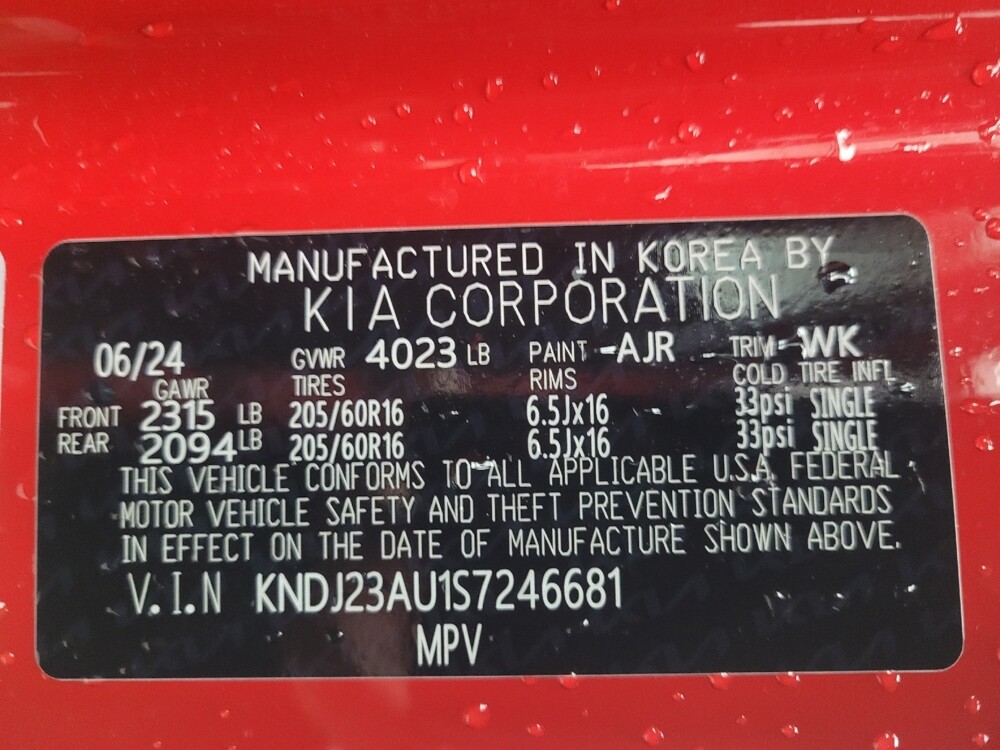 MANUFACTURED IN KOREA BY
KIA CORPORATION
06/24 GVWR 4023 LB PAINT AJR TRIM WK
GAWR TIRES RIMS COLD TIRE INFL
FRONT 2315 LB 205/60R16 6.5Jx16 33psi SINGLE
REAR 2094 LB 205/60R16 6.5Jx16 33psi SINGLE
THIS VEHICLE CONFORMS TO ALL APPLICABLE U.S.A. FEDERAL
MOTOR VEHICLE SAFETY AND THEFT PREVENTION STANDARDS
IN EFFECT ON THE DATE OF MANUFACTURE SHOWN ABOVE.
V.I.N KNDJ23AU1S7246681
MPV